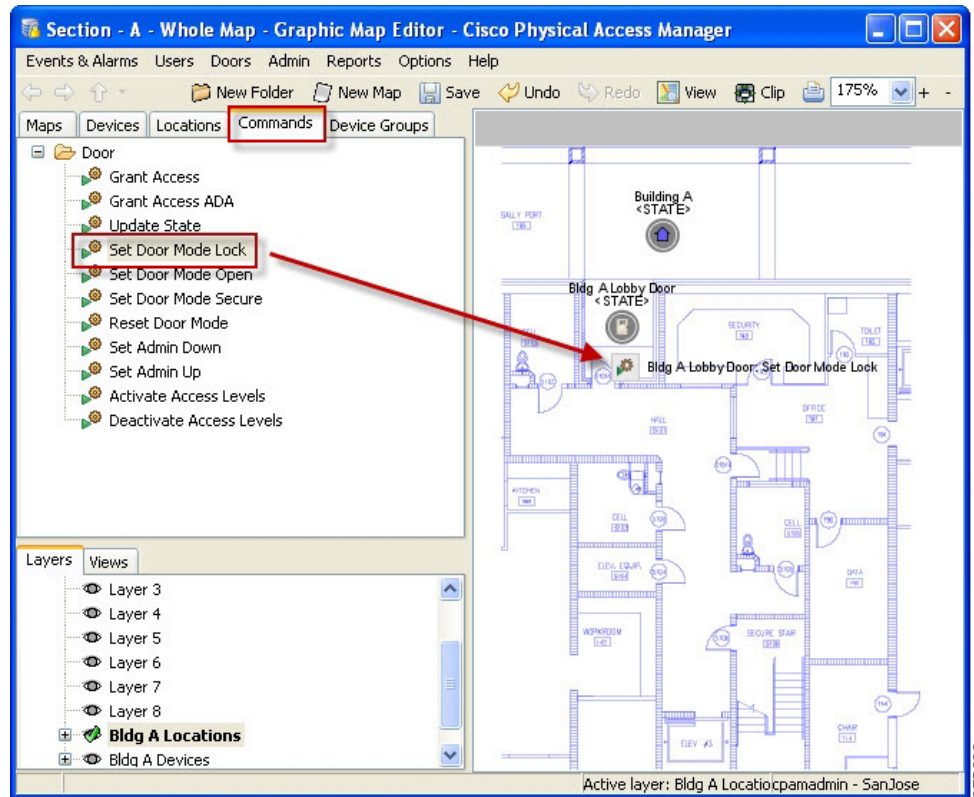 Section - A - Whole Map - Graphic Map Editor - Cisco Physical Access Manager
Events & Alarms Users Doors Admin Reports Options Help
New Folder New Map Save Undo Redo View Clip 175% + -
Maps Devices Locations Commands Device Groups
Door
Grant Access
Grant Access ADA
Update State
Set Door Mode Lock
Set Door Mode Open
Set Door Mode Secure
Reset Door Mode
Set Admin Down
Set Admin Up
Activate Access Levels
Deactivate Access Levels
Layers Views
Layer 3
Layer 4
Layer 5
Layer 6
Layer 7
Layer 8
Bldg A Locations
Bldg A Devices
Building A
<STATE>
SALLY PORT
Bldg A Lobby Door
<STATE>
SECURITY
TOILET
Bldg A Lobby Door: Set Door Mode Lock
OFFICE
HALL
KITCHEN
CELL
CELL
ELEV. EQUIP.
DATA
WORKROOM
SECURE STAIR
CHAIR
ELEV #3
Active layer: Bldg A Locatio
cpamadmin - SanJose